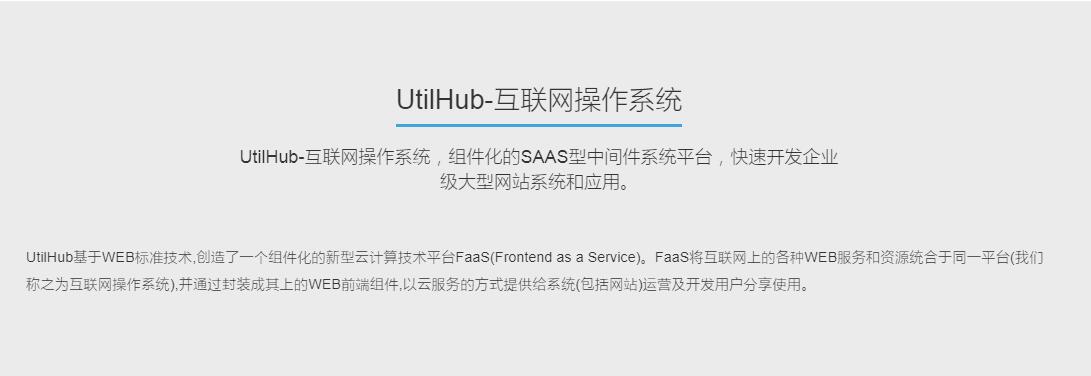 UtilHub-互联网操作系统
UtilHub-互联网操作系统，组件化的SAAS型中间件系统平台，快速开发企业
级大型网站系统和应用。
UtilHub基于WEB标准技术,创造了一个组件化的新型云计算技术平台FaaS(Frontend as a Service)。FaaS将互联网上的各种WEB服务和资源统合于同一平台(我们
称之为互联网操作系统),并通过封装成其上的WEB前端组件,以云服务的方式提供给系统(包括网站)运营及开发用户分享使用。